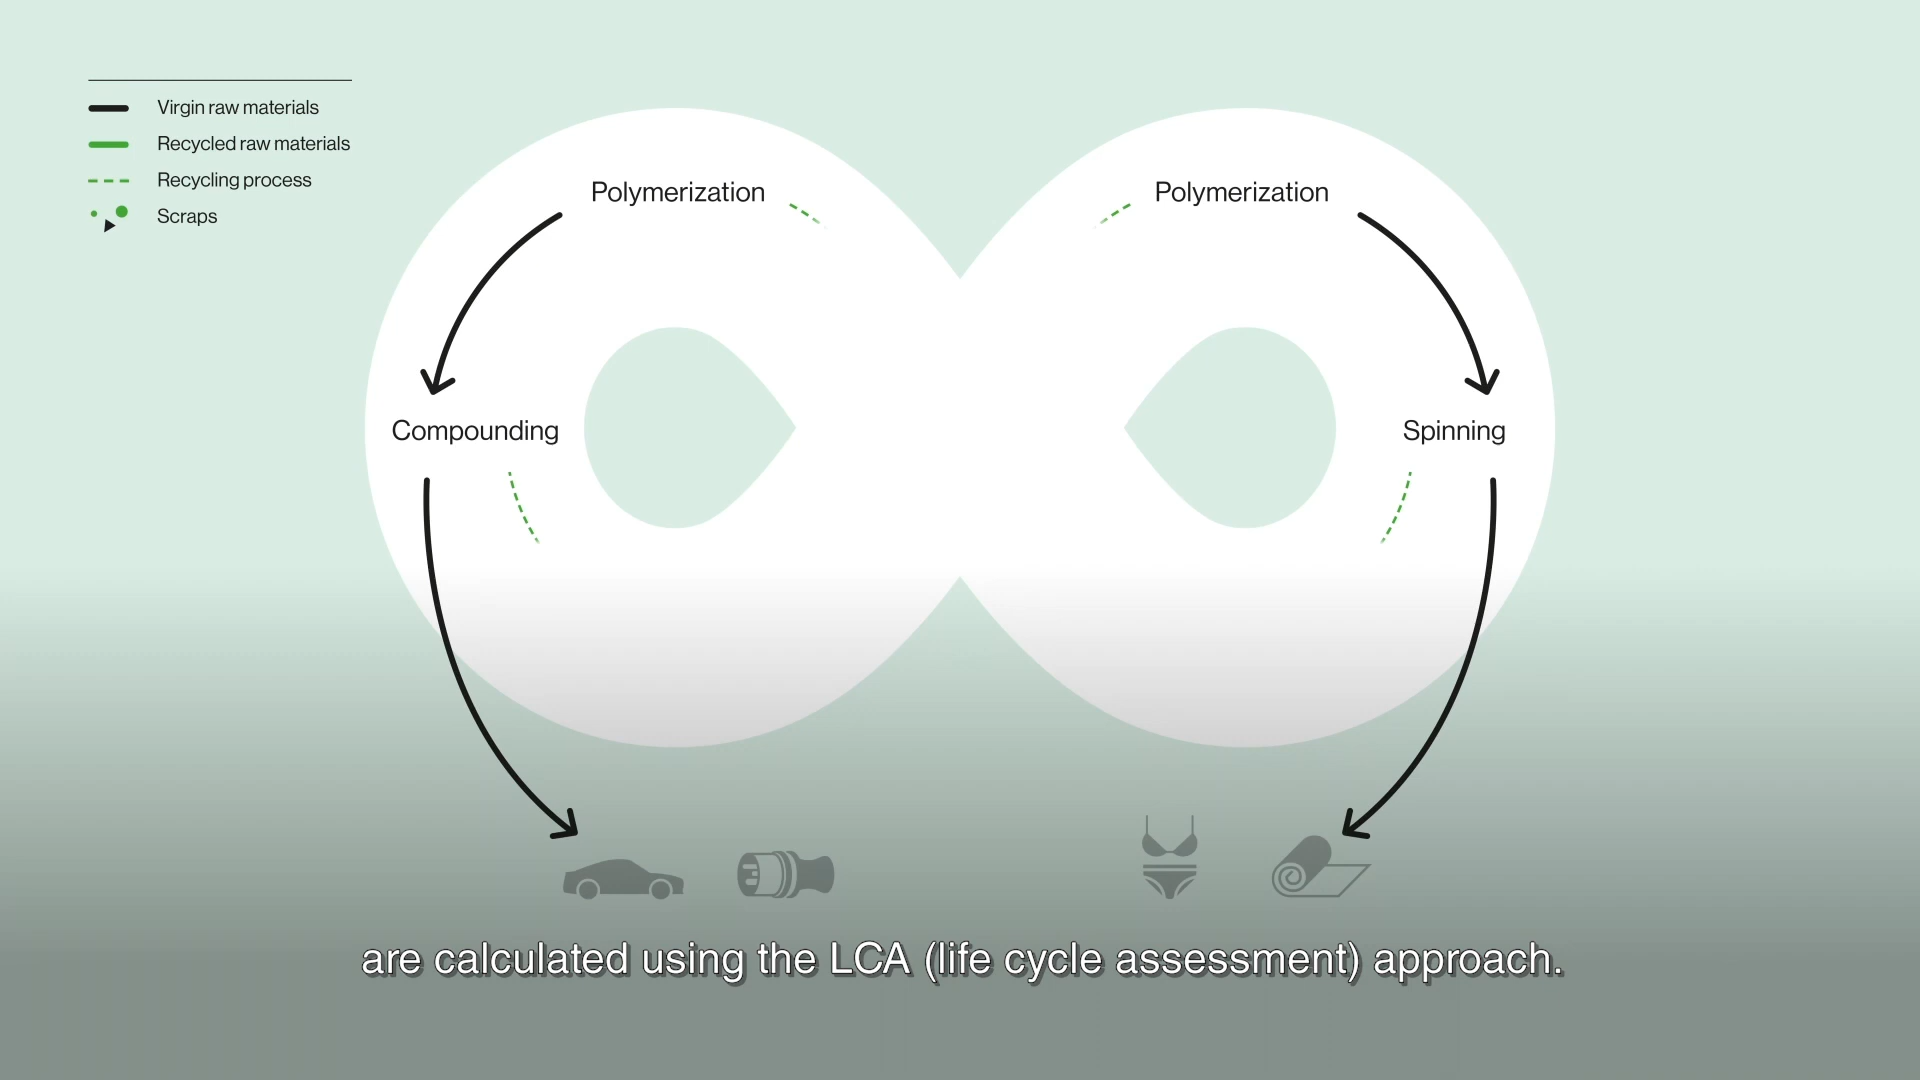 Virgin raw materials
Recycled raw materials
Recycling process
Scraps
Polymerization
Polymerization
Compounding
Spinning
are calculated using the LCA (life cycle assessment) approach.